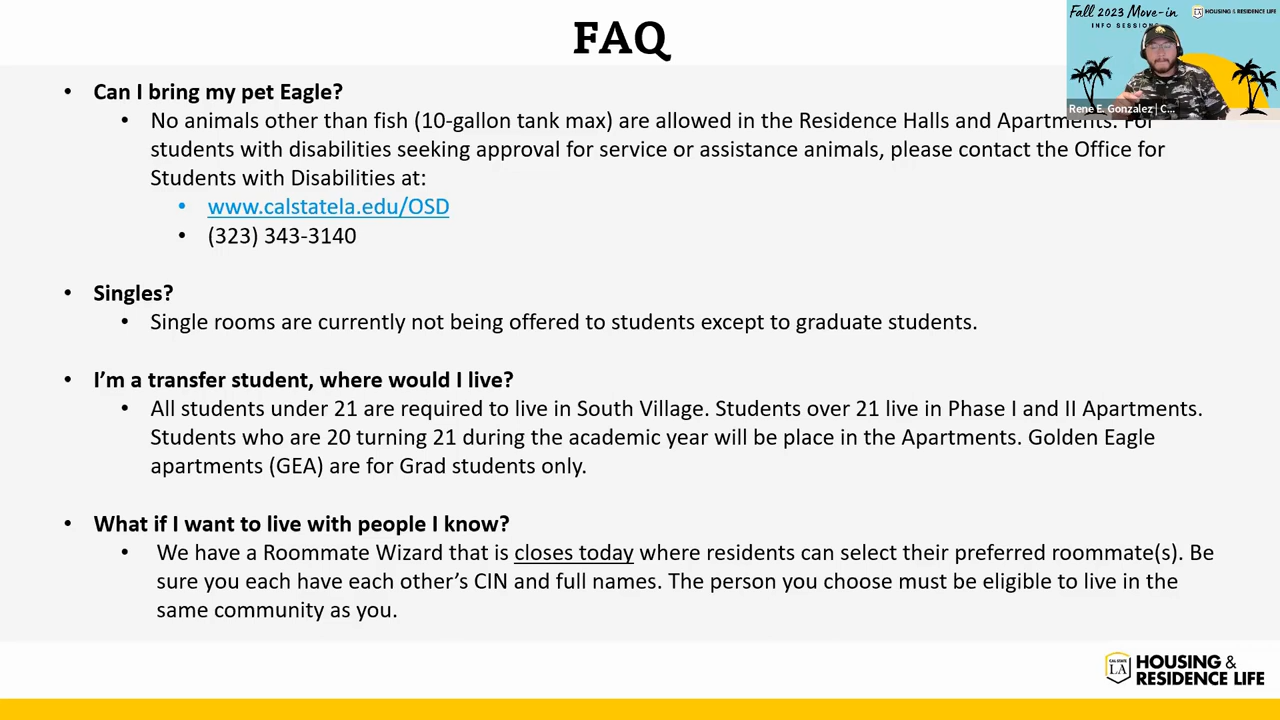 FAQ
Fall 2023 Move-in
INFO SESSION
HOUSING & RESIDENCE LIFE
Rene E. Gonzalez | C...
• Can I bring my pet Eagle?
• No animals other than fish (10-gallon tank max) are allowed in the Residence Halls and Apartments. For
students with disabilities seeking approval for service or assistance animals, please contact the Office for
Students with Disabilities at:
• www.calstatela.edu/OSD
• (323) 343-3140
• Singles?
• Single rooms are currently not being offered to students except to graduate students.
• I'm a transfer student, where would I live?
• All students under 21 are required to live in South Village. Students over 21 live in Phase I and II Apartments.
Students who are 20 turning 21 during the academic year will be place in the Apartments. Golden Eagle
apartments (GEA) are for Grad students only.
• What if I want to live with people I know?
• We have a Roommate Wizard that is closes today where residents can select their preferred roommate(s). Be
sure you each have each other's CIN and full names. The person you choose must be eligible to live in the
same community as you.
CAL STATE
LA
HOUSING &
RESIDENCE LIFE